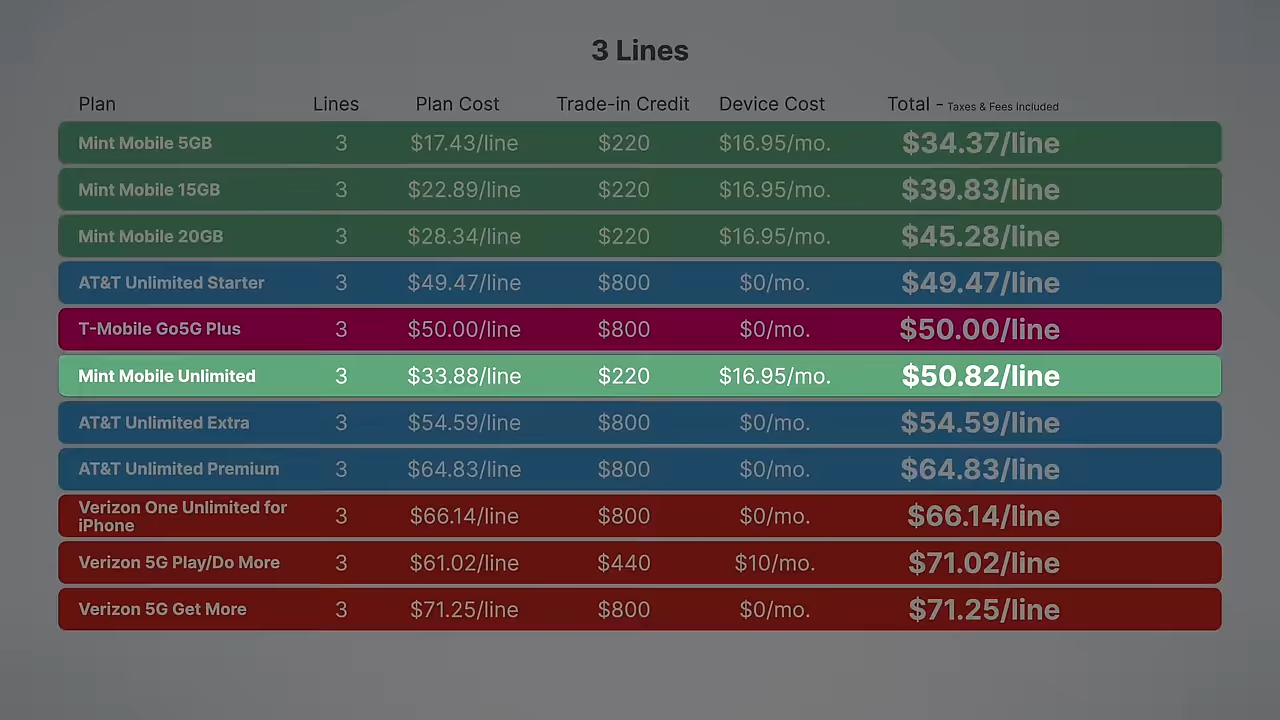 3 Lines
Plan Lines Plan Cost Trade-in Credit Device Cost Total - Taxes & Fees Included
Mint Mobile 5GB 3 $17.43/line $220 $16.95/mo. $34.37/line
Mint Mobile 15GB 3 $22.89/line $220 $16.95/mo. $39.83/line
Mint Mobile 20GB 3 $28.34/line $220 $16.95/mo. $45.28/line
AT&T Unlimited Starter 3 $49.47/line $800 $0/mo. $49.47/line
T-Mobile Go5G Plus 3 $50.00/line $800 $0/mo. $50.00/line
Mint Mobile Unlimited 3 $33.88/line $220 $16.95/mo. $50.82/line
AT&T Unlimited Extra 3 $54.59/line $800 $0/mo. $54.59/line
AT&T Unlimited Premium 3 $64.83/line $800 $0/mo. $64.83/line
Verizon One Unlimited for
iPhone 3 $66.14/line $800 $0/mo. $66.14/line
Verizon 5G Play/Do More 3 $61.02/line $440 $10/mo. $71.02/line
Verizon 5G Get More 3 $71.25/line $800 $0/mo. $71.25/line